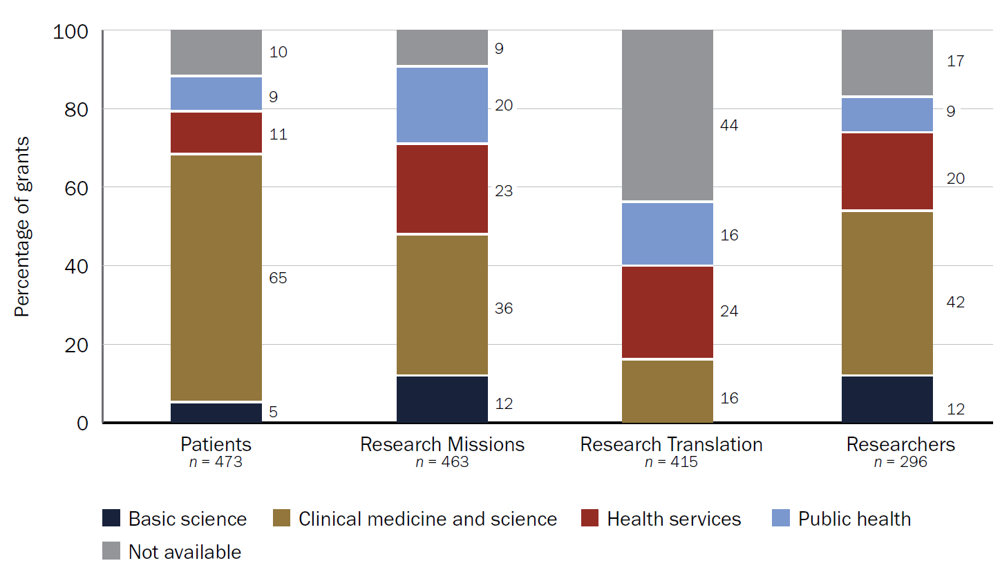 Percentage of grants
100
80
60
40
20
0
10
9
11
65
5
9
20
23
36
12
44
16
24
16
17
9
20
42
12
Patients
n = 473
Research Missions
n = 463
Research Translation
n = 415
Researchers
n = 296
Basic science
Clinical medicine and science
Health services
Public health
Not available